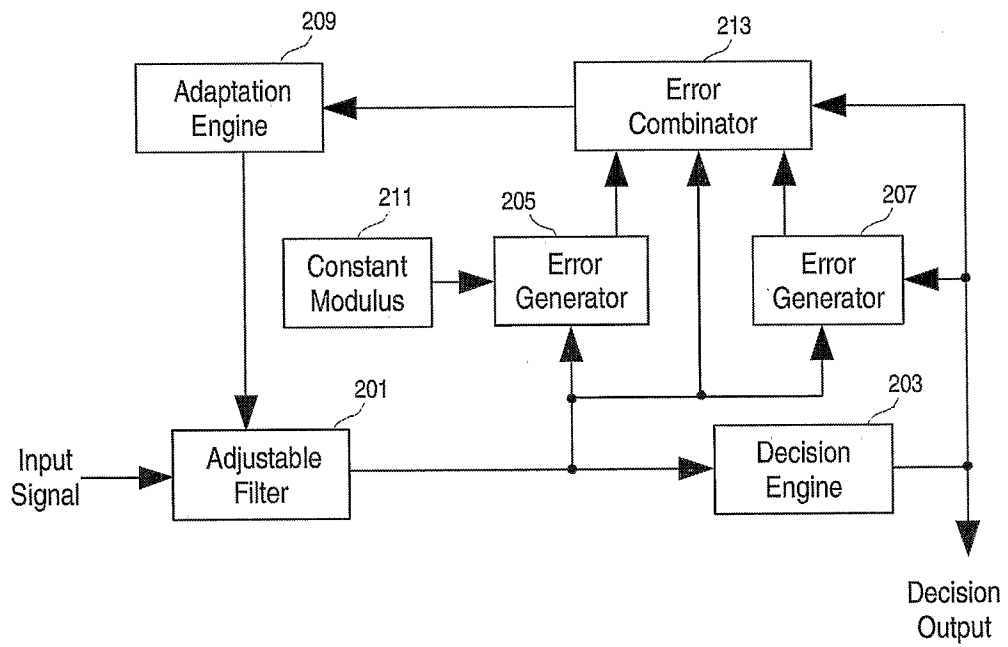 209
213
Adaptation
Engine
Error
Combinator
211
205
207
Constant
Modulus
Error
Generator
Error
Generator
201
203
Input
Signal
Adjustable
Filter
Decision
Engine
Decision
Output